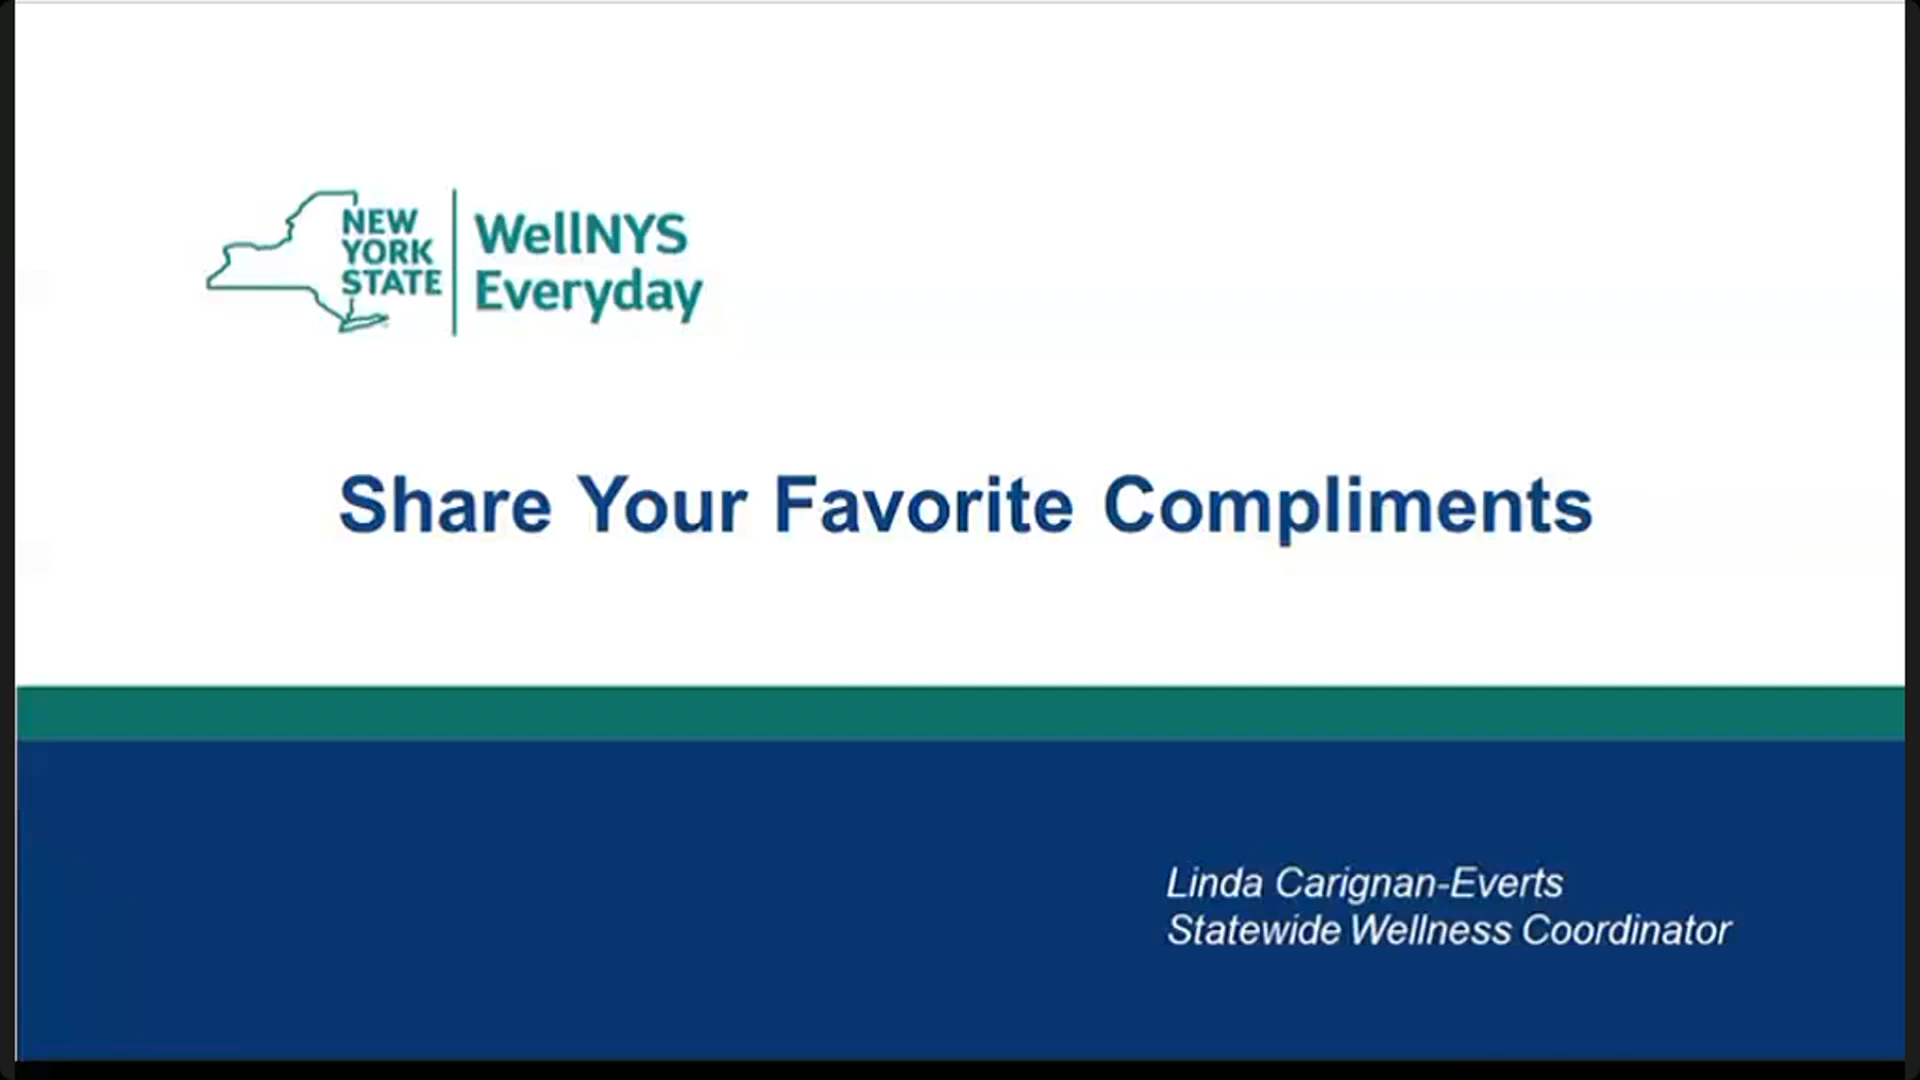 NEW
YORK
STATE
WellNYS
Everyday
Share Your Favorite Compliments
Linda Carignan-Everts
Statewide Wellness Coordinator